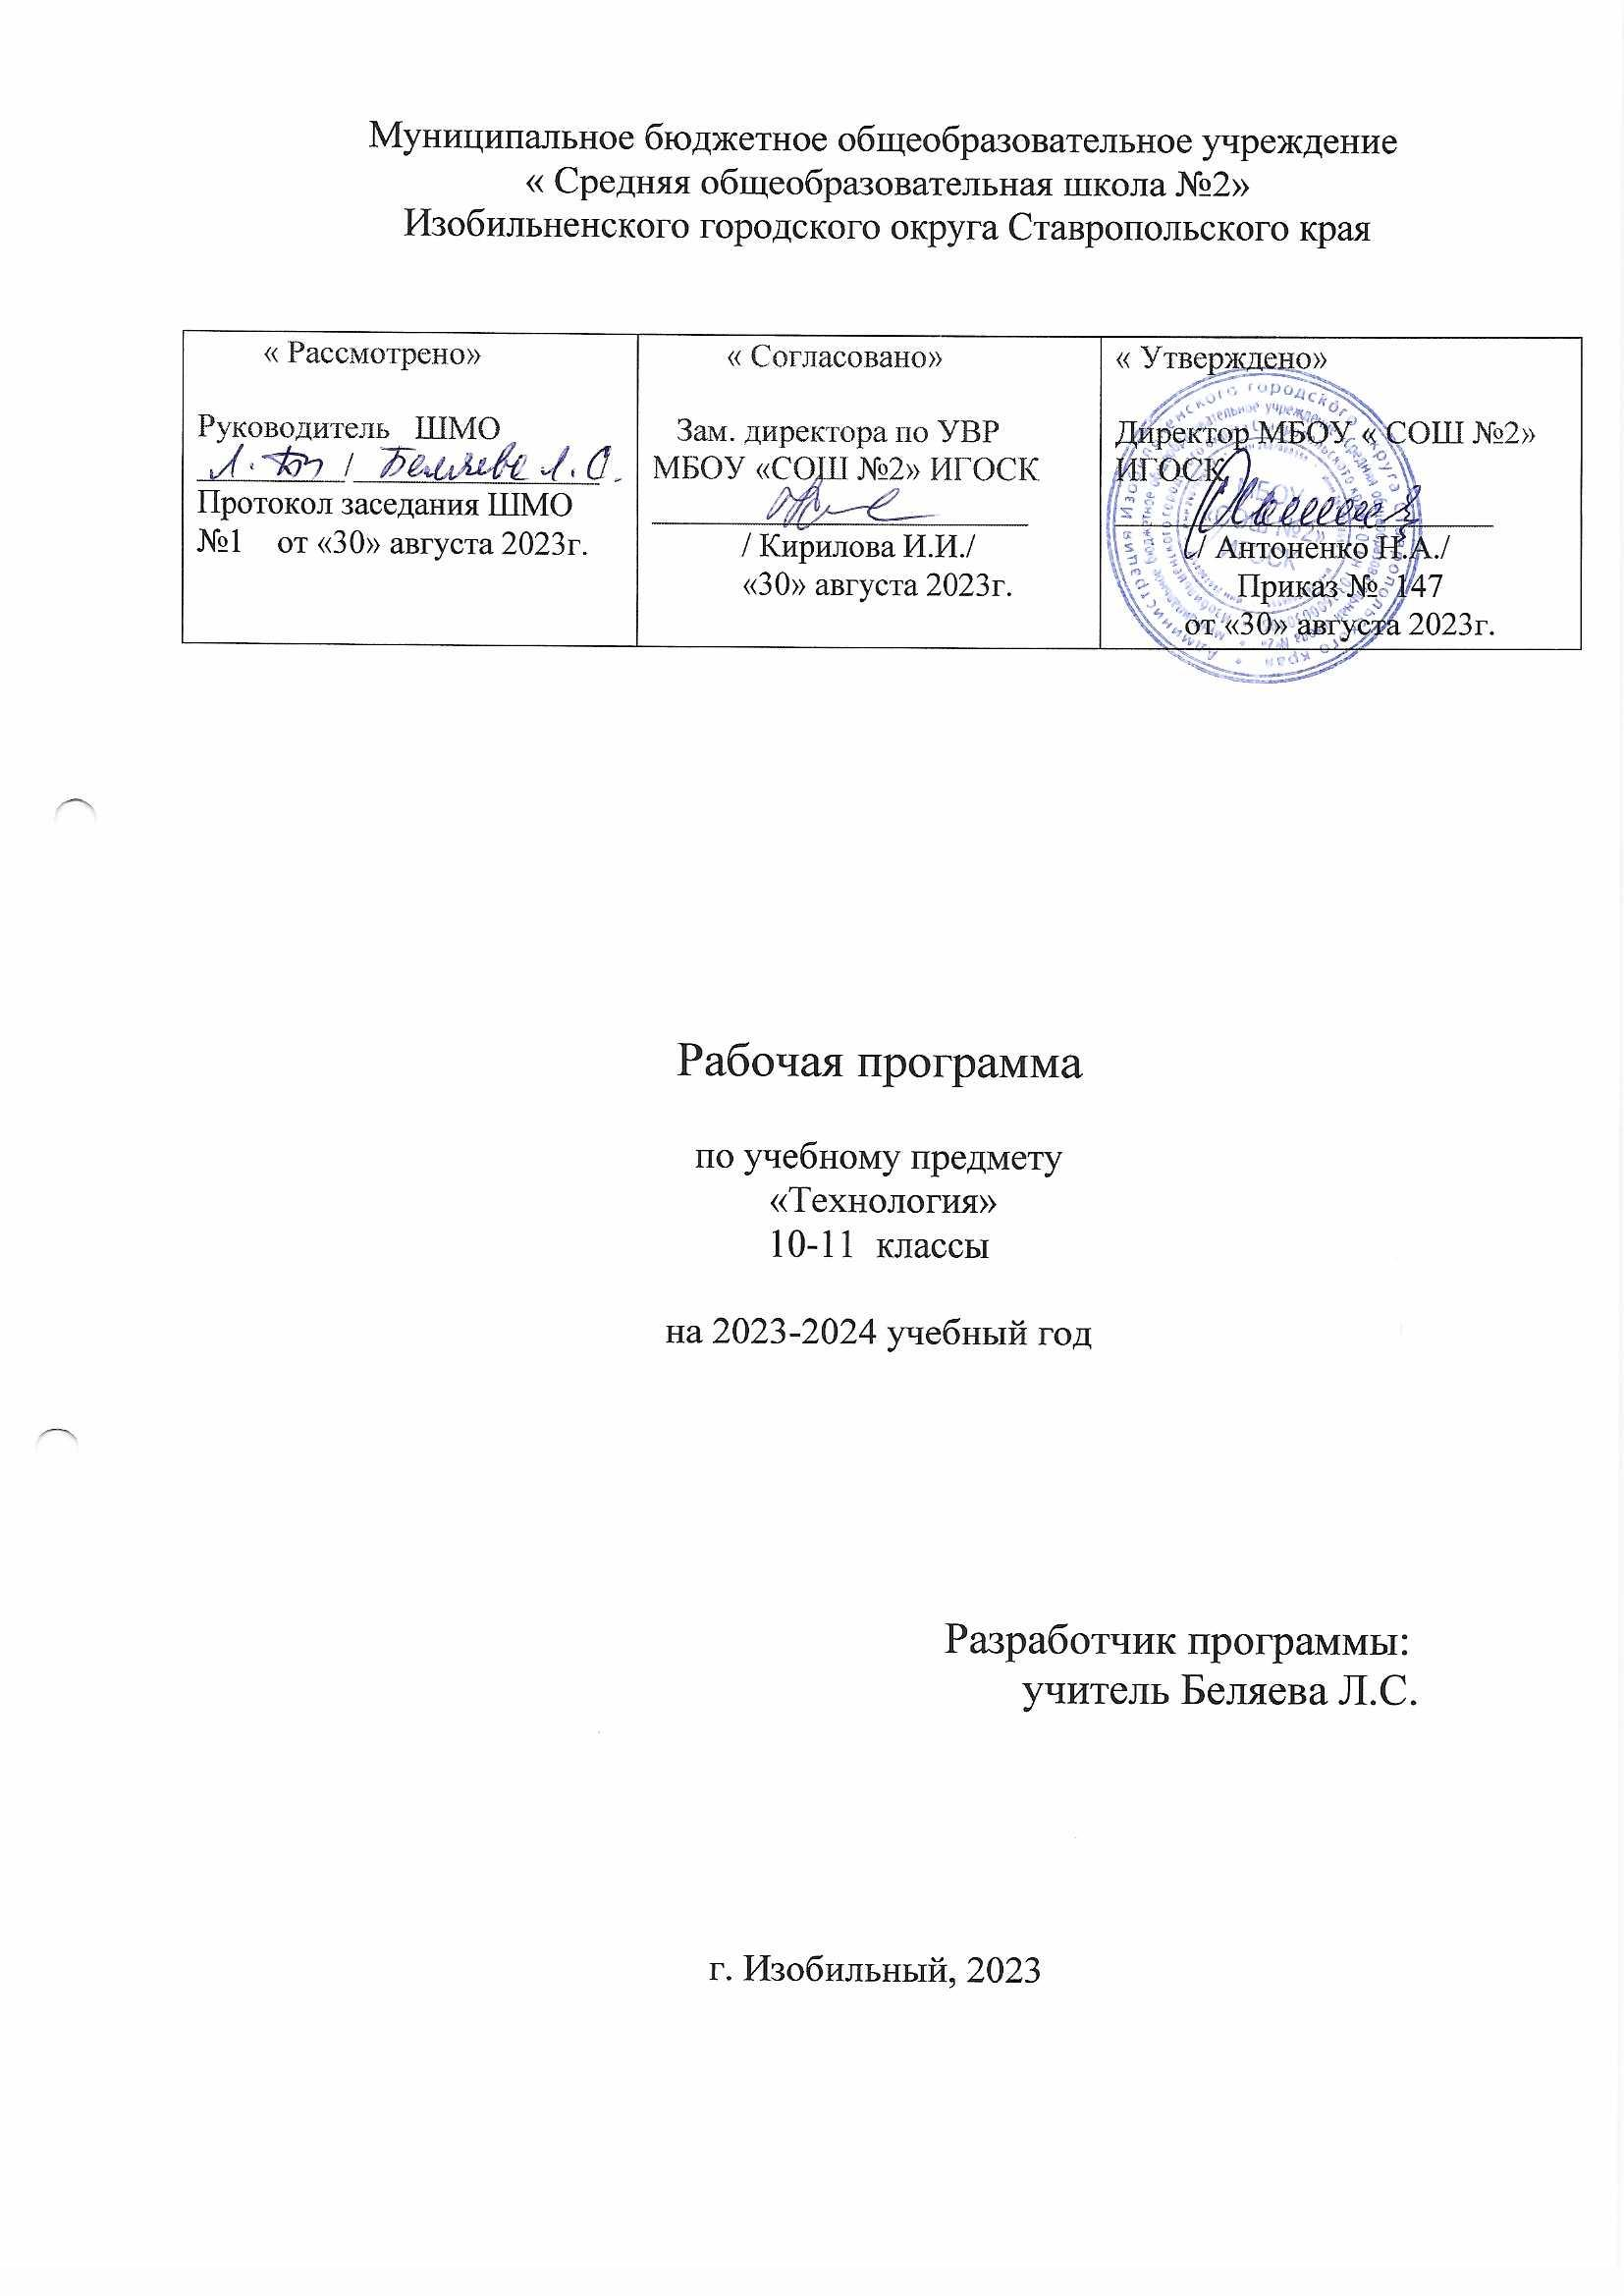 Муниципальное бюджетное общеобразовательное учреждение
« Средняя общеобразовательная школа №2»
Изобильненского городского округа Ставропольского края
« Рассмотрено»
Руководитель ШМО
/ Беляева Л.С.
Протокол заседания ШМО
№1 от «30» августа 2023г.
« Согласовано»
Зам. директора по УВР
МБОУ «СОШ №2» ИГОСК
/ Кирилова И.И./
«30» августа 2023г.
« Утверждено»
Директор МБОУ « СОШ №2»
ИГОСК
/ Антоненко Н.А./
Приказ № 147
от «30» августа 2023г.
Рабочая программа
по учебному предмету
«Технология»
10-11 классы
на 2023-2024 учебный год
Разработчик программы:
учитель Беляева Л.С.
г. Изобильный, 2023